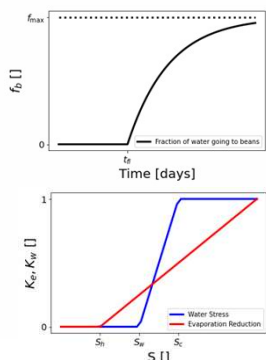 f_max
f_b []
0
Fraction of water going to beans
t_fl
Time [days]
1
K_e, K_w []
Water Stress
Evaporation Reduction
0
S_h
S_w
S_c
S []